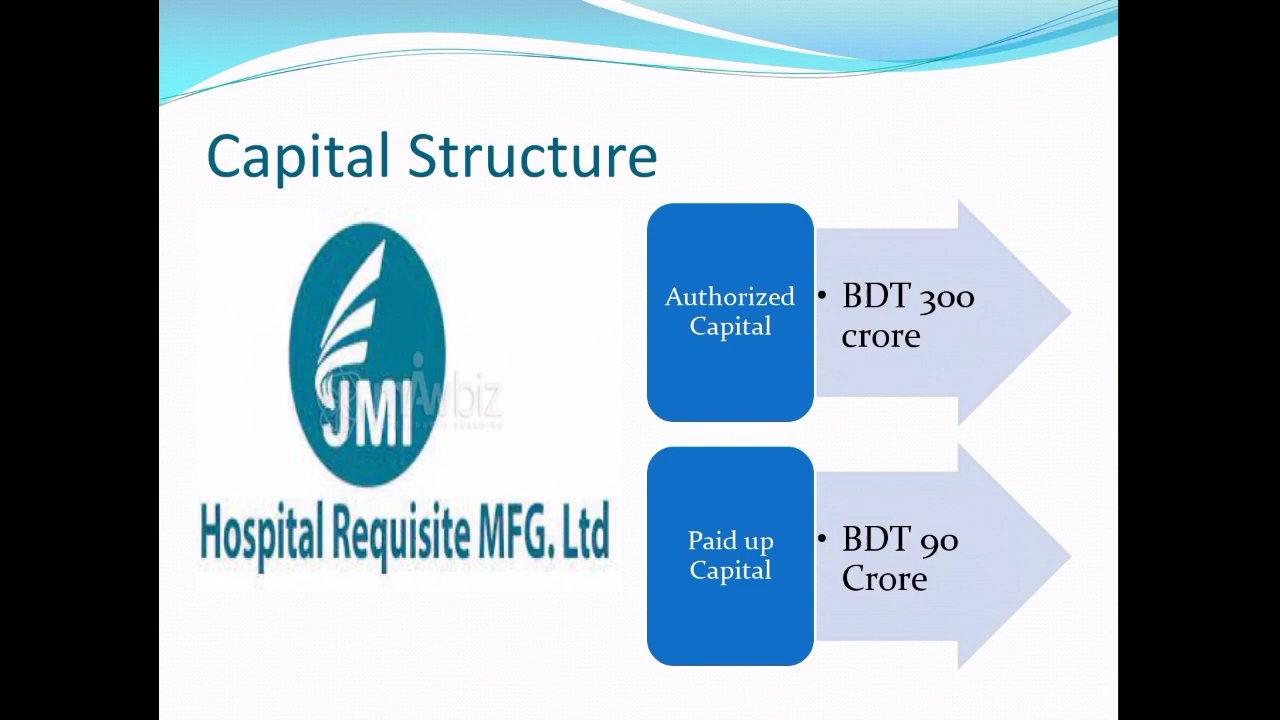 Capital Structure
JMI
Hospital Requisite MFG. Ltd
Authorized
Capital
• BDT 300
crore
Paid up
Capital
• BDT 90
Crore